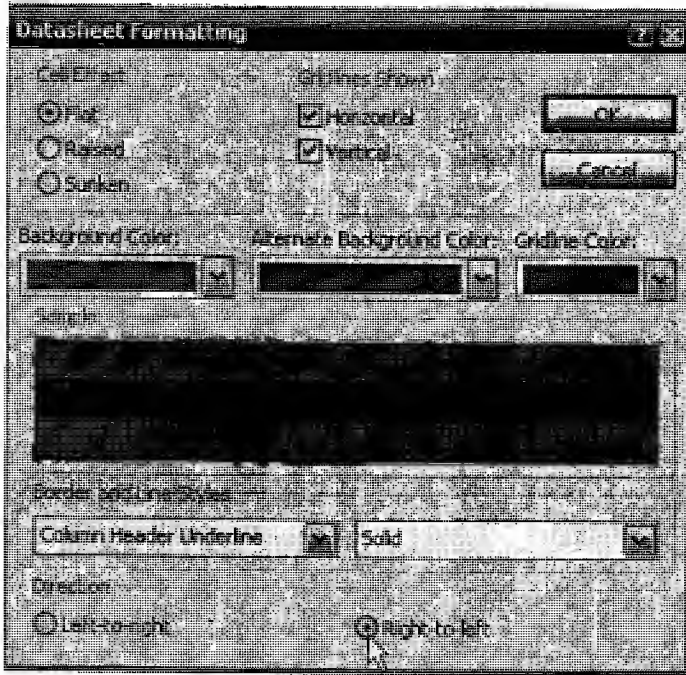 Datasheet Formatting
Cell Effect
Flat
Raised
Sunken
Gridlines Shown
Horizontal
Vertical
OK
Cancel
Background Color:
Alternate Background Color:
Gridline Color:
Sample:
Border and Line Styles
Column Header Underline
Solid
Direction
Left-to-right
Right-to-left